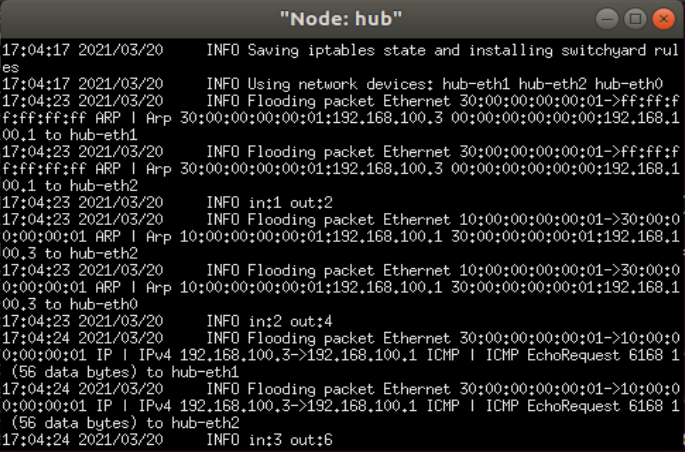 "Node: hub"
17:04:17 2021/03/20     INFO Saving iptables state and installing switchyard rul
es
17:04:17 2021/03/20     INFO Using network devices: hub-eth1 hub-eth2 hub-eth0
17:04:23 2021/03/20     INFO Flooding packet Ethernet 30:00:00:00:00:01->ff:ff:f
f:ff:ff:ff ARP | Arp 30:00:00:00:00:01:192.168.100.3 00:00:00:00:00:00:192.168.1
00.1 to hub-eth1
17:04:23 2021/03/20     INFO Flooding packet Ethernet 30:00:00:00:00:01->ff:ff:f
f:ff:ff:ff ARP | Arp 30:00:00:00:00:01:192.168.100.3 00:00:00:00:00:00:192.168.1
00.1 to hub-eth2
17:04:23 2021/03/20     INFO in:1 out:2
17:04:23 2021/03/20     INFO Flooding packet Ethernet 10:00:00:00:00:01->30:00:0
0:00:00:01 ARP | Arp 10:00:00:00:00:01:192.168.100.1 30:00:00:00:00:01:192.168.1
00.3 to hub-eth2
17:04:23 2021/03/20     INFO Flooding packet Ethernet 10:00:00:00:00:01->30:00:0
0:00:00:01 ARP | Arp 10:00:00:00:00:01:192.168.100.1 30:00:00:00:00:01:192.168.1
00.3 to hub-eth0
17:04:23 2021/03/20     INFO in:2 out:4
17:04:24 2021/03/20     INFO Flooding packet Ethernet 30:00:00:00:00:01->10:00:0
0:00:00:01 IP | IPv4 192.168.100.3->192.168.100.1 ICMP | ICMP EchoRequest 6168 1
 (56 data bytes) to hub-eth1
17:04:24 2021/03/20     INFO Flooding packet Ethernet 30:00:00:00:00:01->10:00:0
0:00:00:01 IP | IPv4 192.168.100.3->192.168.100.1 ICMP | ICMP EchoRequest 6168 1
 (56 data bytes) to hub-eth2
17:04:24 2021/03/20     INFO in:3 out:6